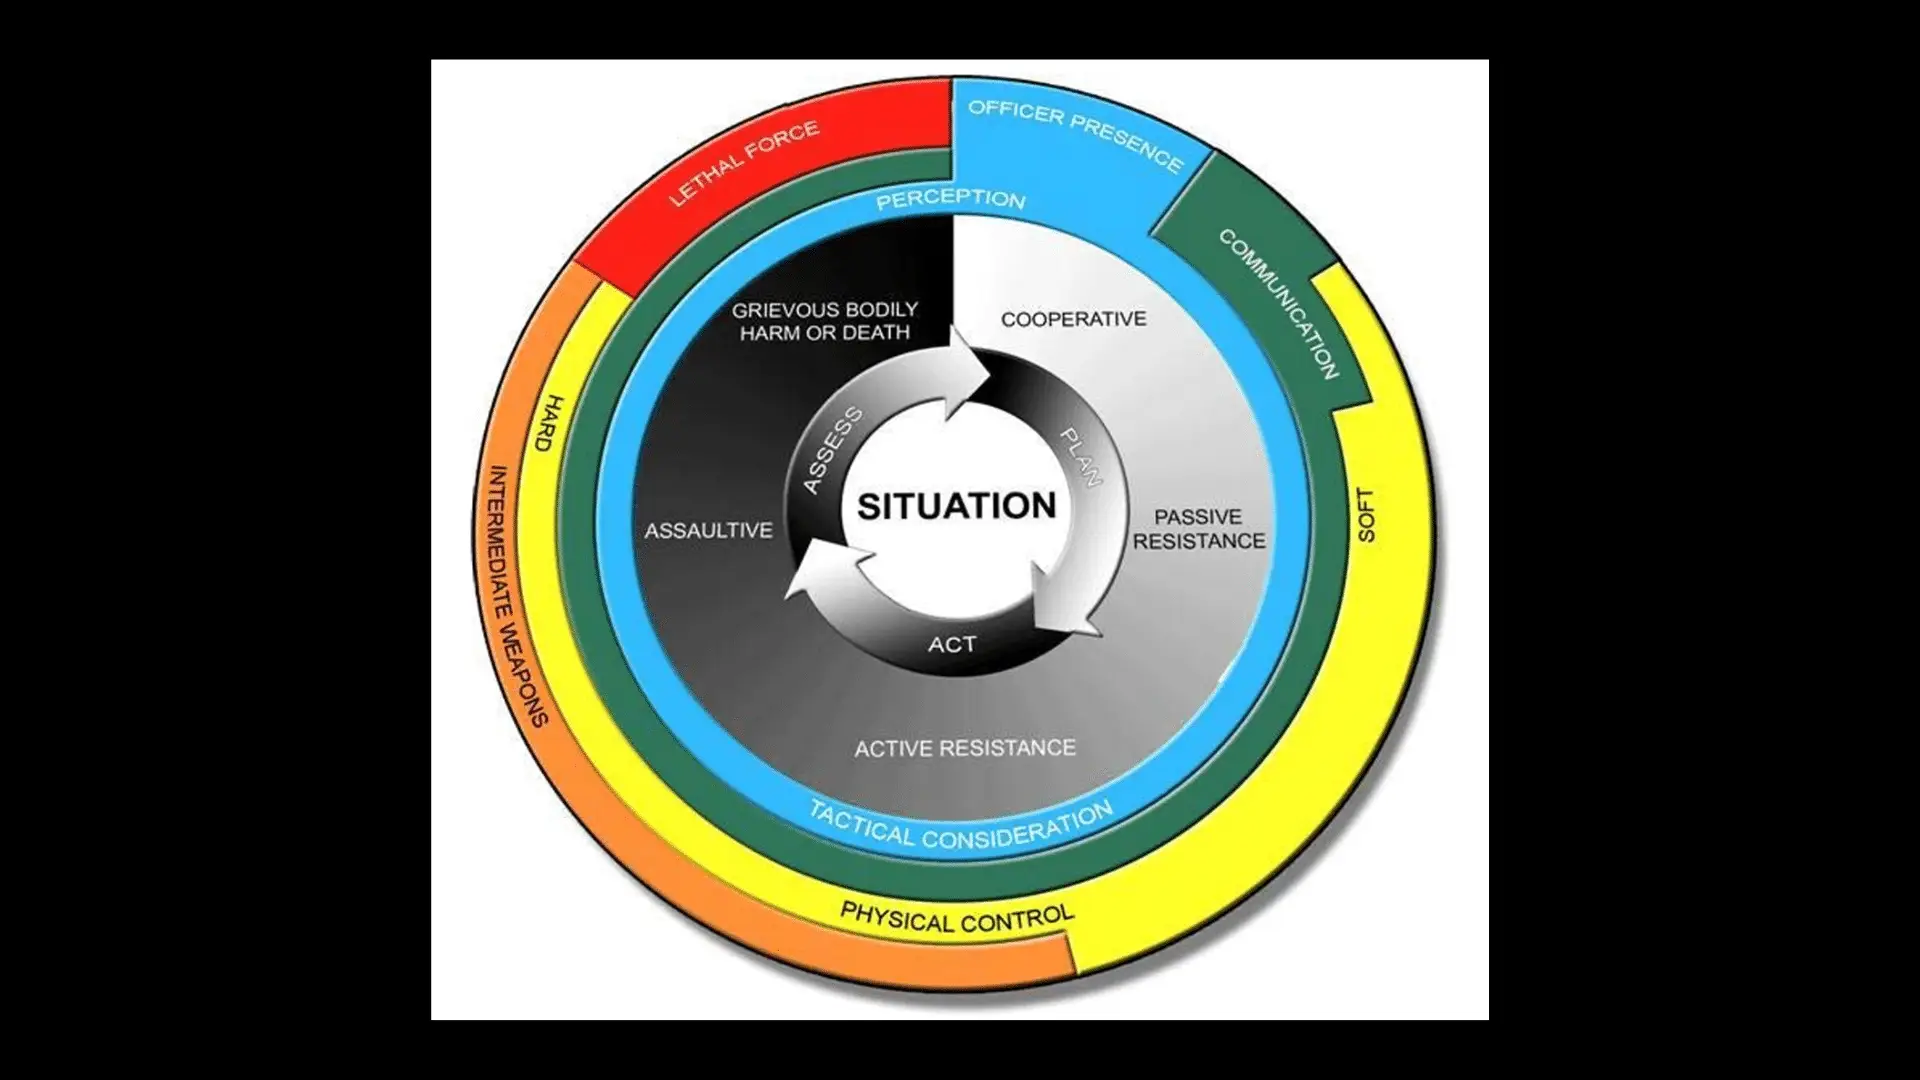 LETHAL FORCE
OFFICER PRESENCE
PERCEPTION
COMMUNICATION
GRIEVOUS BODILY
HARM OR DEATH
COOPERATIVE
HARD
ASSESS
PLAN
SITUATION
ASSAULTIVE
PASSIVE
RESISTANCE
SOFT
INTERMEDIATE WEAPONS
ACT
ACTIVE RESISTANCE
TACTICAL CONSIDERATION
PHYSICAL CONTROL